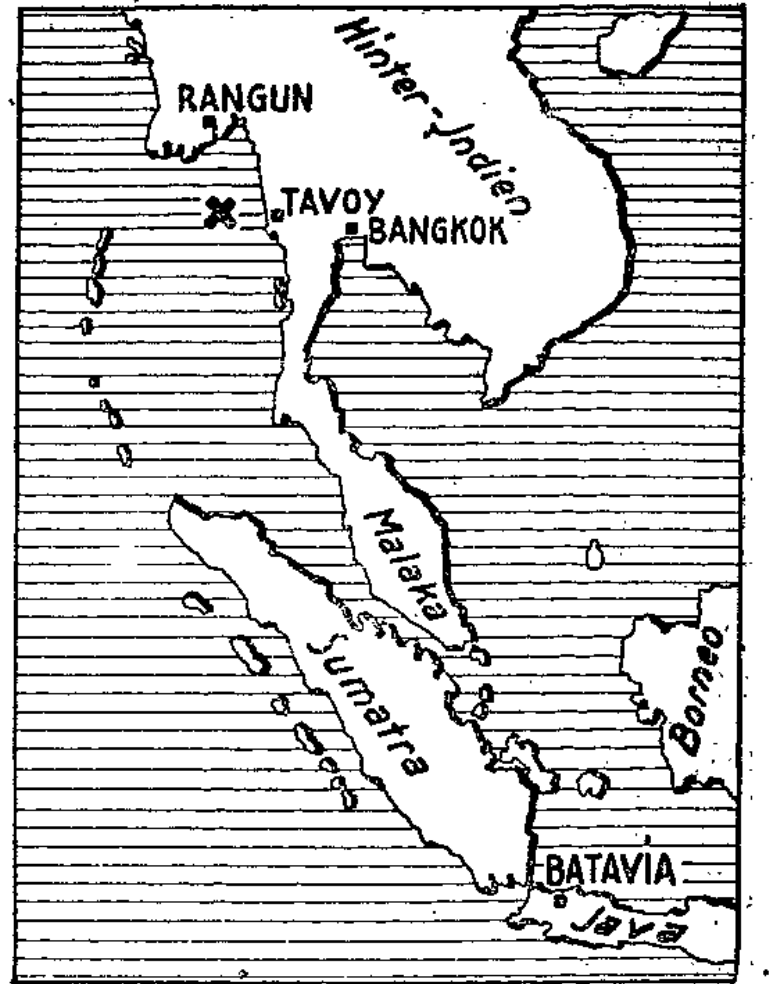 Hinter-Indien
RANGUN
TAVOY
BANGKOK
Malaka
Sumatra
Borneo
BATAVIA
Java